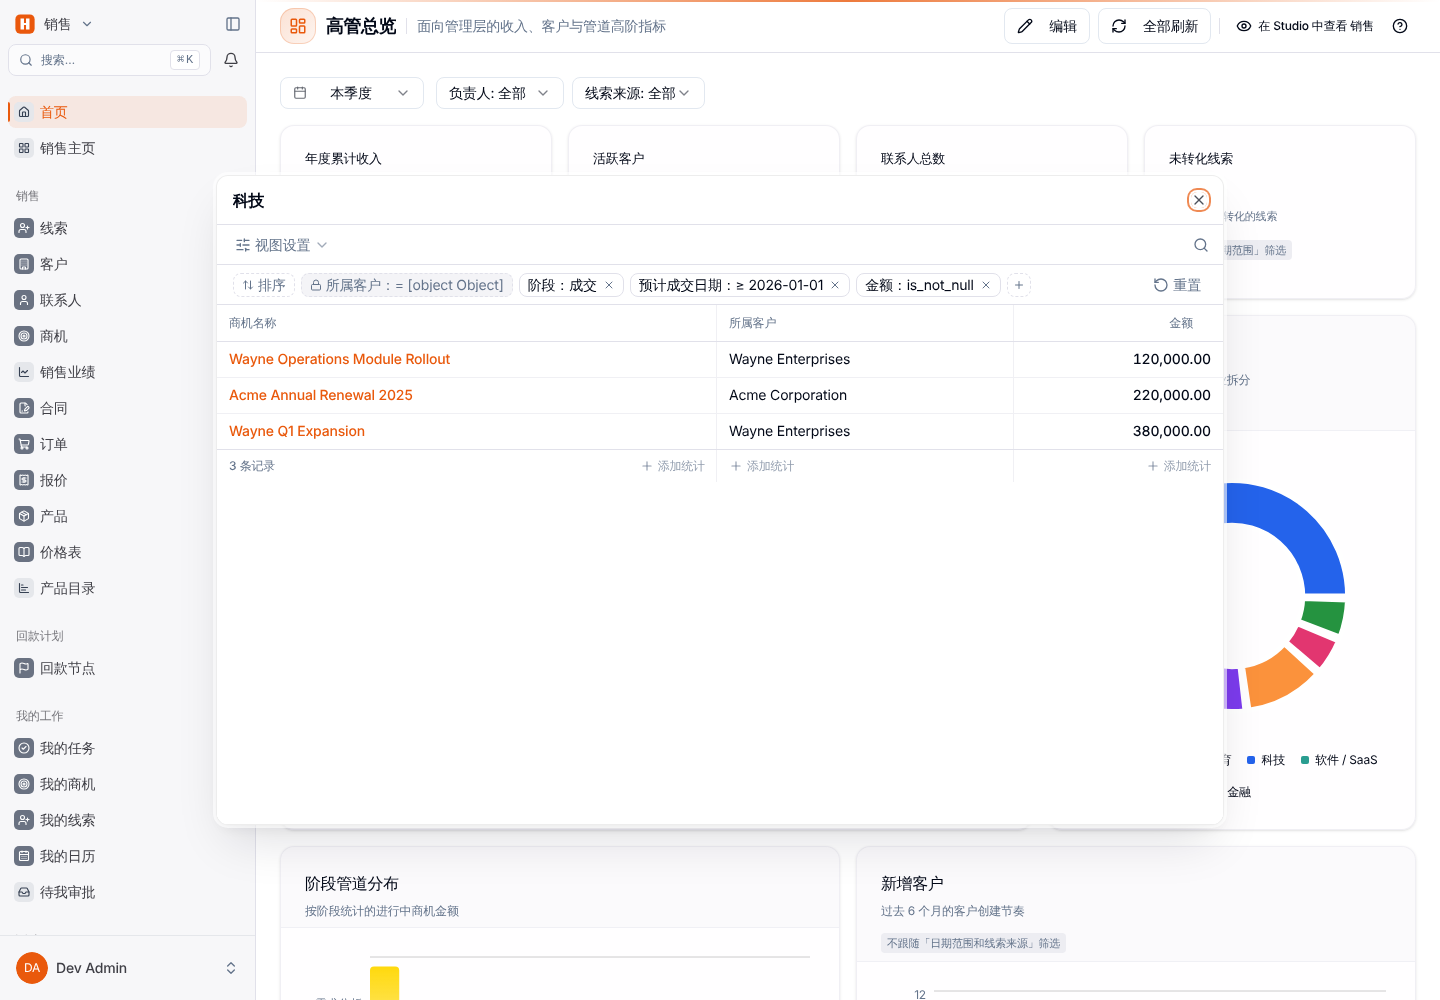 销售
搜索...
⌘K
首页
销售主页
销售
线索
客户
联系人
商机
销售业绩
合同
订单
报价
产品
价格表
产品目录
回款计划
回款节点
我的工作
我的任务
我的商机
我的线索
我的日历
待我审批
DA
Dev Admin
高管总览
面向管理层的收入、客户与管道高阶指标
编辑
全部刷新
在 Studio 中查看 销售
本季度
负责人: 全部
线索来源: 全部
年度累计收入
活跃客户
联系人总数
未转化线索
转化的线索
期范围」筛选
科技
视图设置
排序
所属客户：= [object Object]
阶段：成交
预计成交日期：≥ 2026-01-01
金额：is_not_null
重置
商机名称
所属客户
金额
Wayne Operations Module Rollout
Wayne Enterprises
120,000.00
Acme Annual Renewal 2025
Acme Corporation
220,000.00
Wayne Q1 Expansion
Wayne Enterprises
380,000.00
3 条记录
添加统计
添加统计
添加统计
拆分
育
科技
软件 / SaaS
金融
阶段管道分布
按阶段统计的进行中商机金额
新增客户
过去 6 个月的客户创建节奏
不跟随「日期范围和线索来源」筛选
12